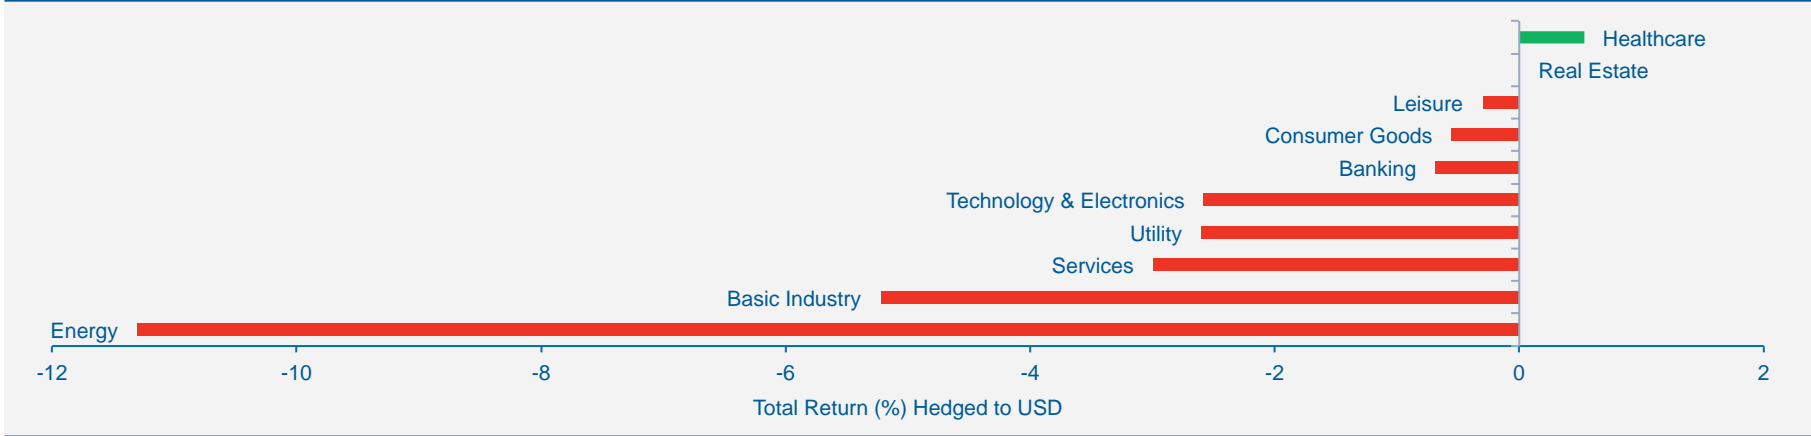 Healthcare
Real Estate
Leisure
Consumer Goods
Banking
Technology & Electronics
Utility
Services
Basic Industry
Energy
-12 -10 -8 -6 -4 -2 0 2
Total Return (%) Hedged to USD